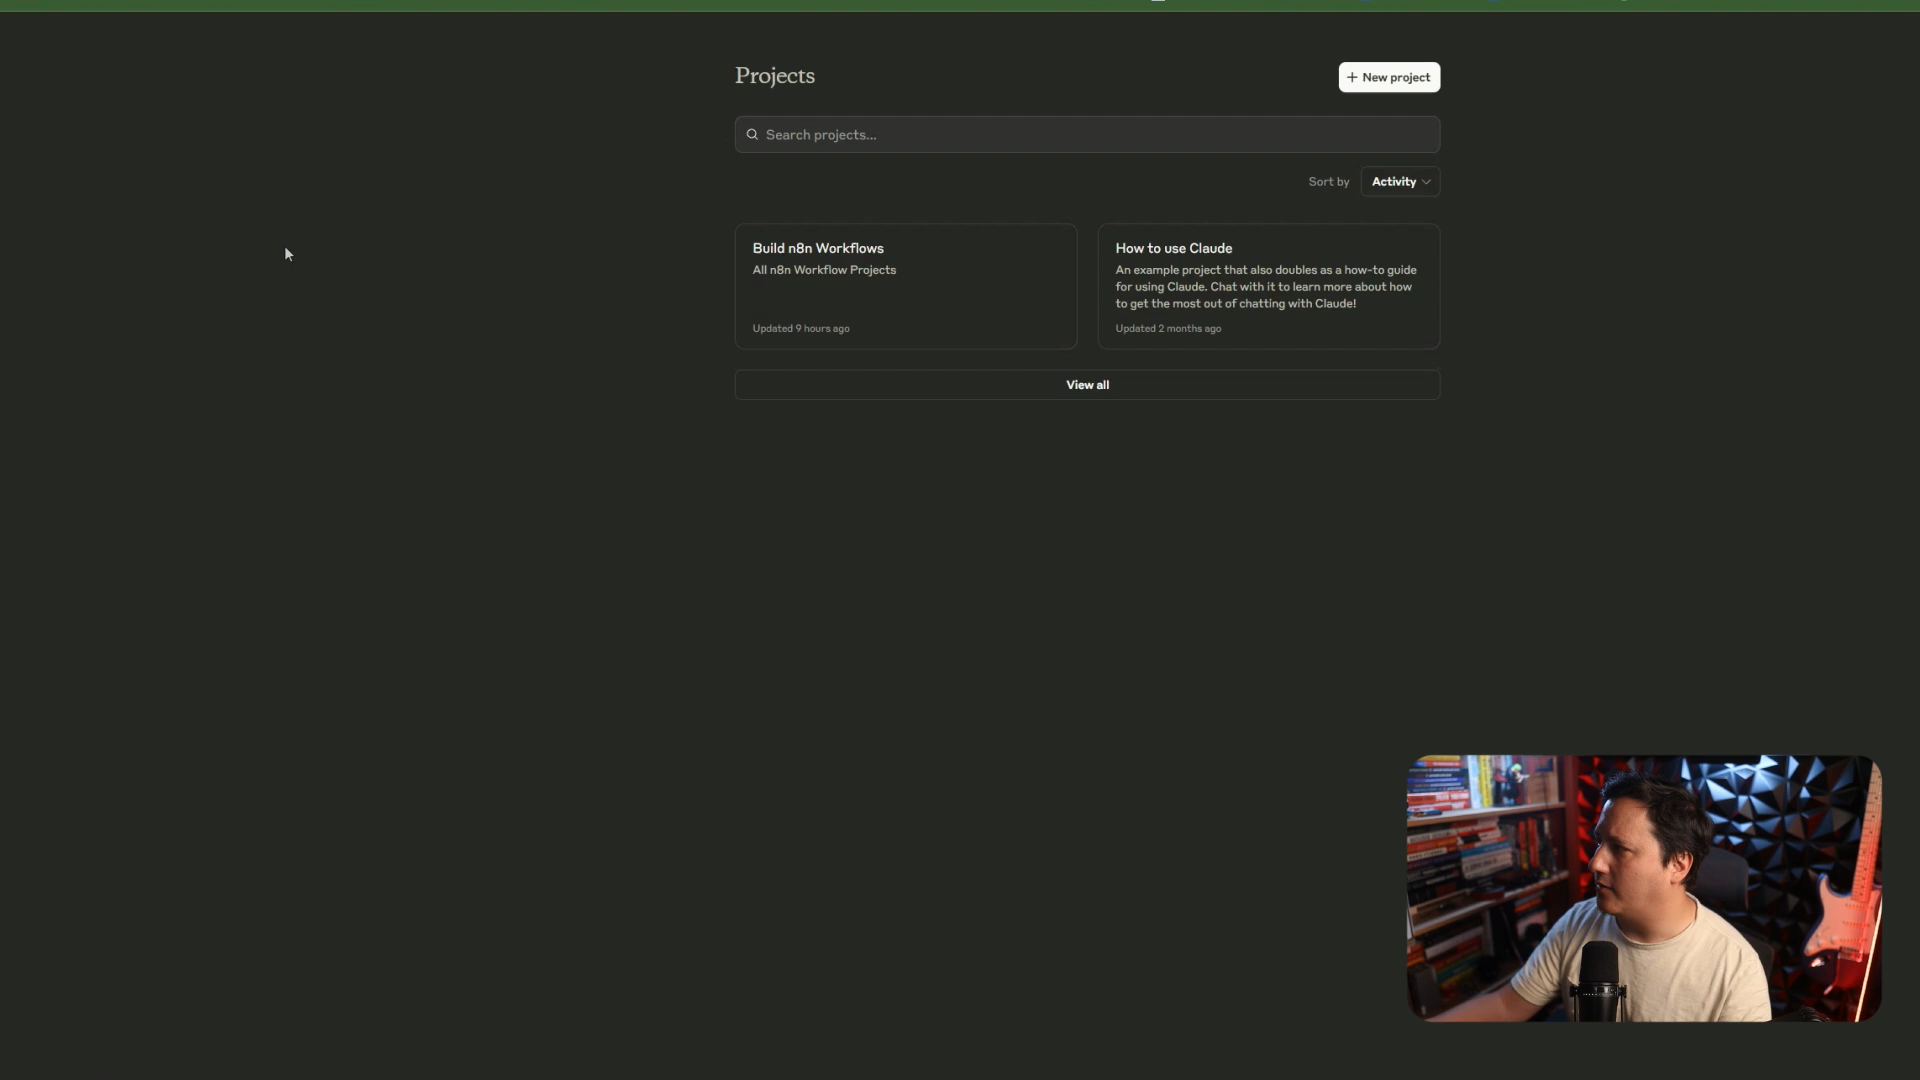 Projects
New project
Search projects...
Sort by
Activity
Build n8n Workflows
All n8n Workflow Projects
Updated 9 hours ago
How to use Claude
An example project that also doubles as a how-to guide
for using Claude. Chat with it to learn more about how
to get the most out of chatting with Claude!
Updated 2 months ago
View all